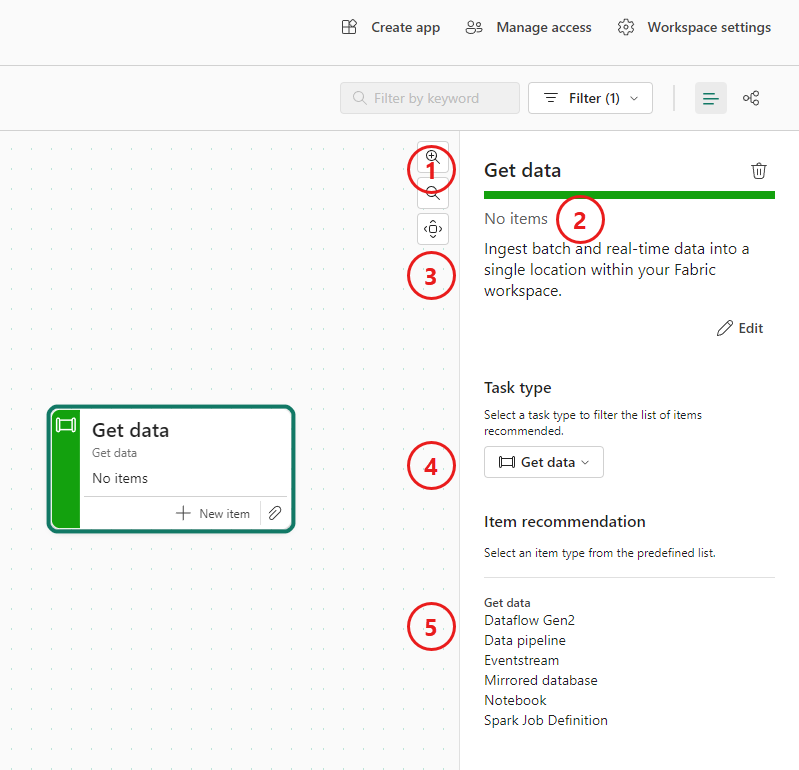 Create app
Manage access
Workspace settings
Filter by keyword
Filter (1)
1
Get data
No items
2
Ingest batch and real-time data into a
single location within your Fabric
workspace.
3
Edit
Task type
Select a task type to filter the list of items
recommended.
4
Get data
Get data
Get data
No items
New item
Item recommendation
Select an item type from the predefined list.
5
Get data
Dataflow Gen2
Data pipeline
Eventstream
Mirrored database
Notebook
Spark Job Definition